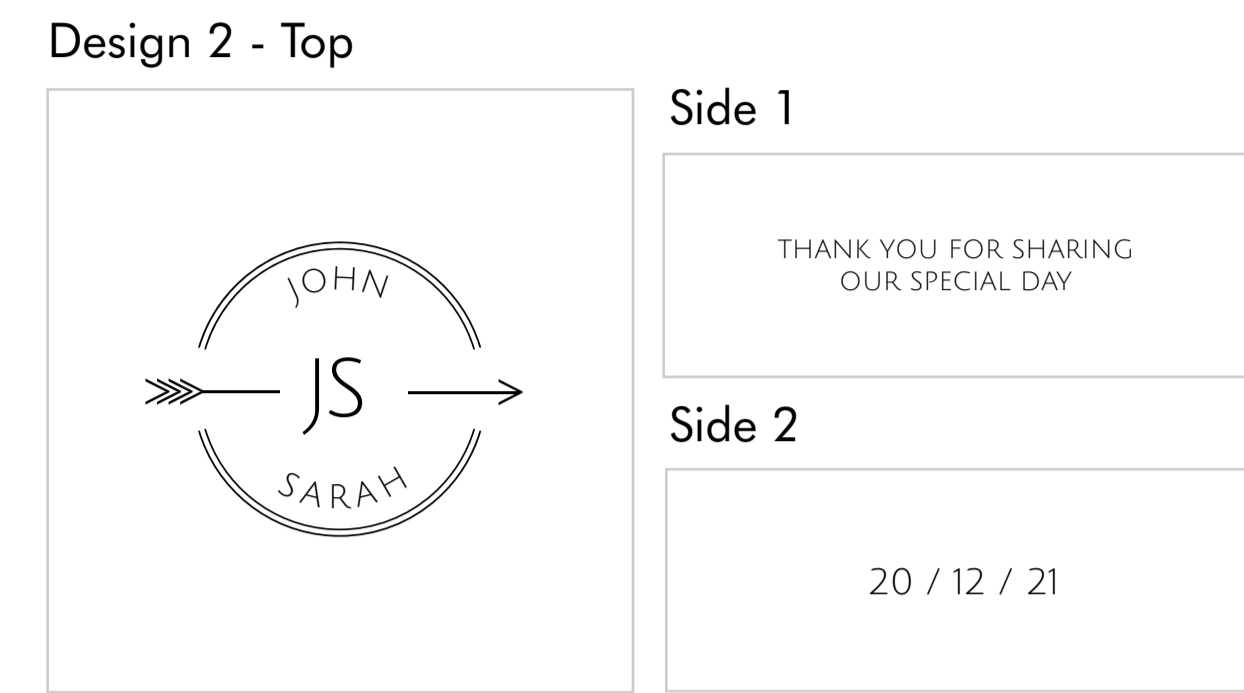 Design 2 - Top
JOHN
JS
SARAH
Side 1
THANK YOU FOR SHARING
OUR SPECIAL DAY
Side 2
20 / 12 / 21